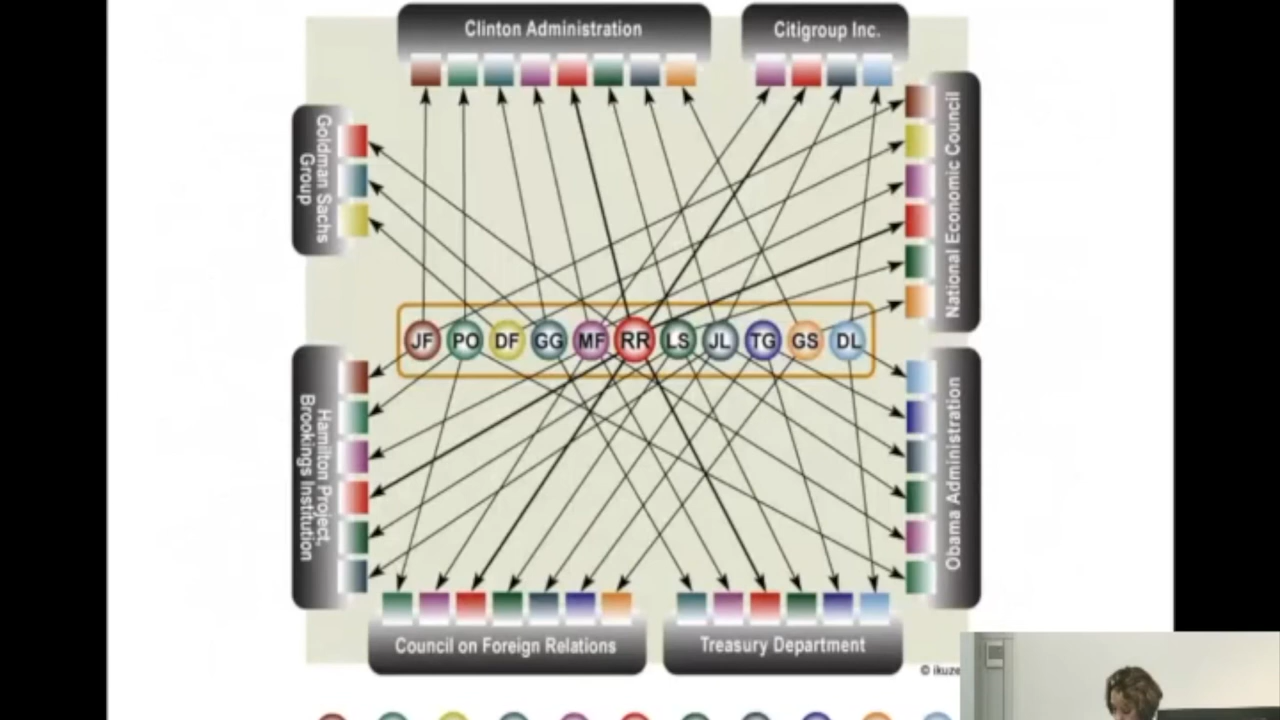 Clinton Administration
Citigroup Inc.
Goldman Sachs
Group
National Economic Council
JF PO DF GG MF RR LS JL TG GS DL
Hamilton Project,
Brookings Institution
Obama Administration
Council on Foreign Relations
Treasury Department
© ikuze